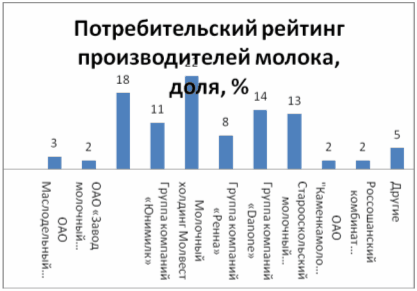 Потребительский рейтинг
производителей молока,
доля, %
3
2
18
11
22
8
14
13
2
2
5
ОАО
Маслодельный...
ОАО «Завод
молочный...
Группа компаний
«Юнимилк»
Молочный
холдинг Молвест
Группа компаний
«Ренна»
Группа компаний
«Danone»
Старооскольский
молочный...
ОАО
"Каменкамоло...
Россошанский
комбинат...
Другие